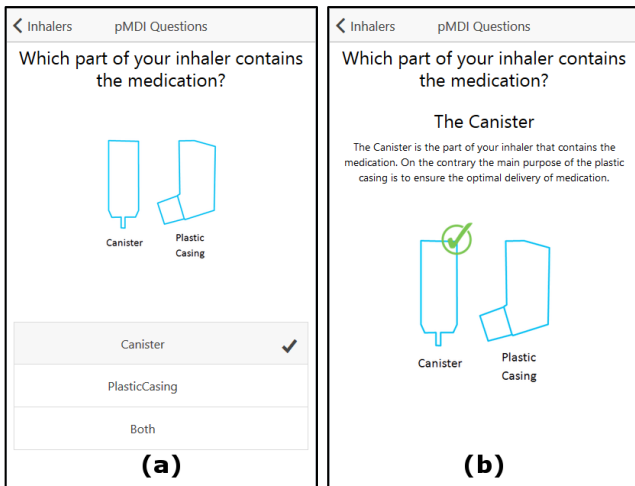 Inhalers pMDI Questions
Which part of your inhaler contains
the medication?
Canister
Plastic
Casing
Canister
PlasticCasing
Both
(a)
Inhalers pMDI Questions
Which part of your inhaler contains
the medication?
The Canister
The Canister is the part of your inhaler that contains the
medication. On the contrary the main purpose of the plastic
casing is to ensure the optimal delivery of medication.
Canister
Plastic
Casing
(b)